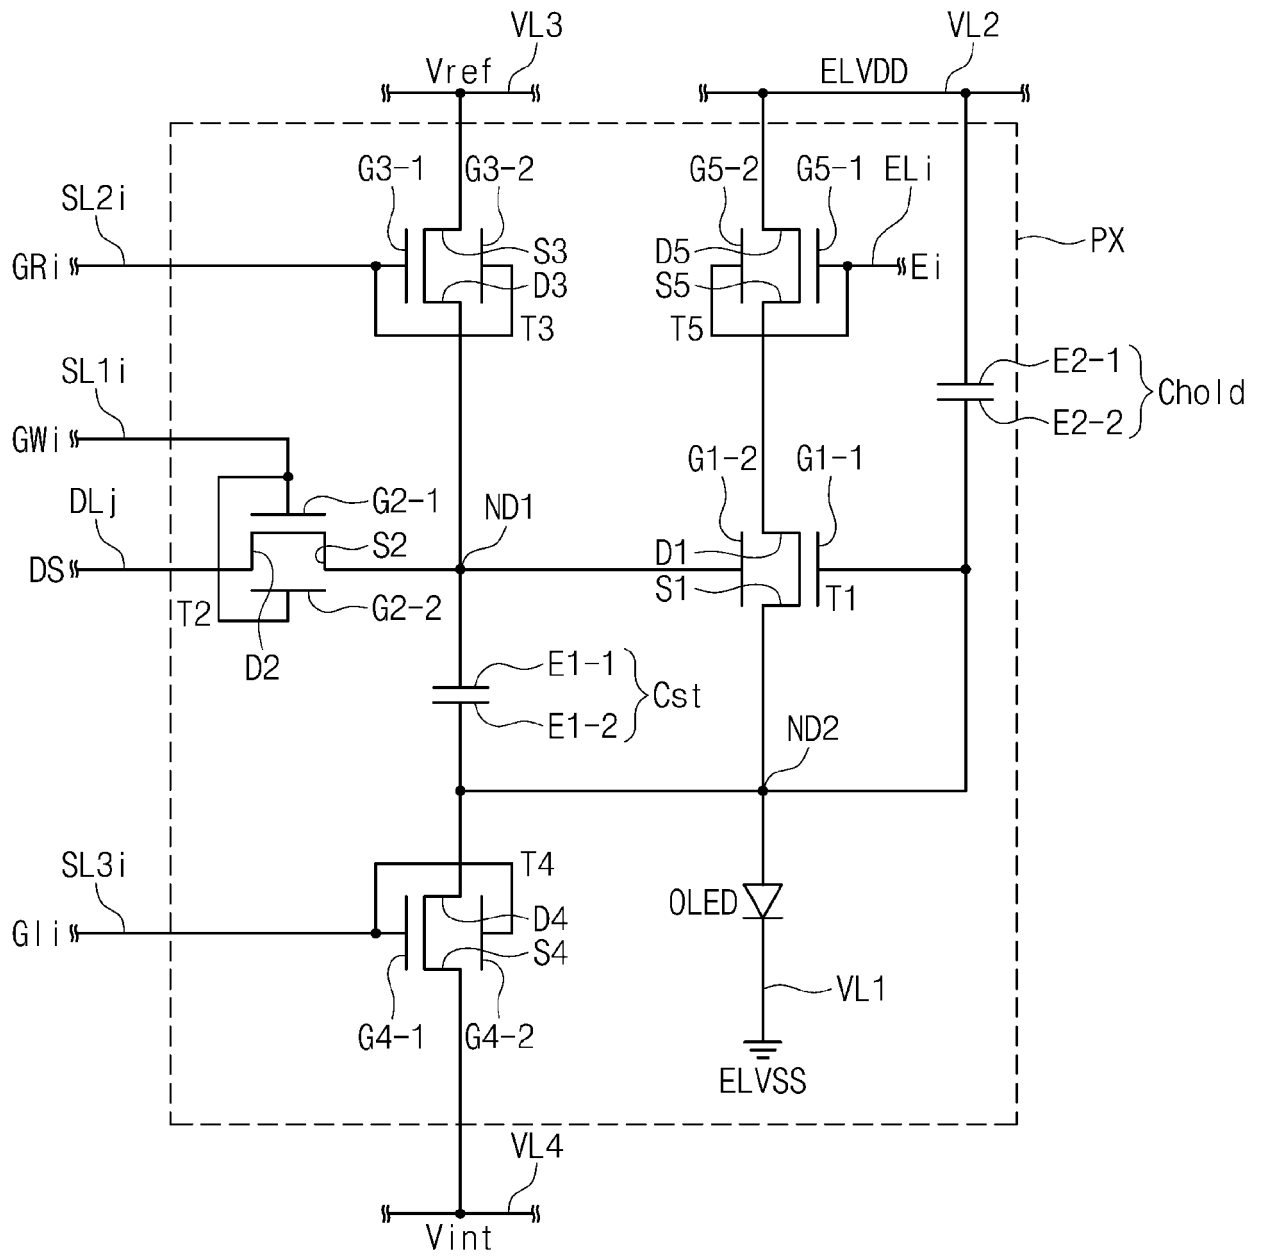 VL3
VL2
Vref
ELVDD
G3-1
G3-2
G5-2
G5-1
ELi
SL2i
S3
D5
PX
GRi
Ei
D3
S5
T3
T5
SL1i
E2-1
Chold
E2-2
GWi
G1-2
G1-1
DLj
G2-1
ND1
S2
D1
DS
S1
T1
T2
G2-2
D2
E1-1
Cst
E1-2
ND2
SL3i
T4
OLED
D4
GIi
S4
VL1
G4-1
G4-2
ELVSS
VL4
Vint